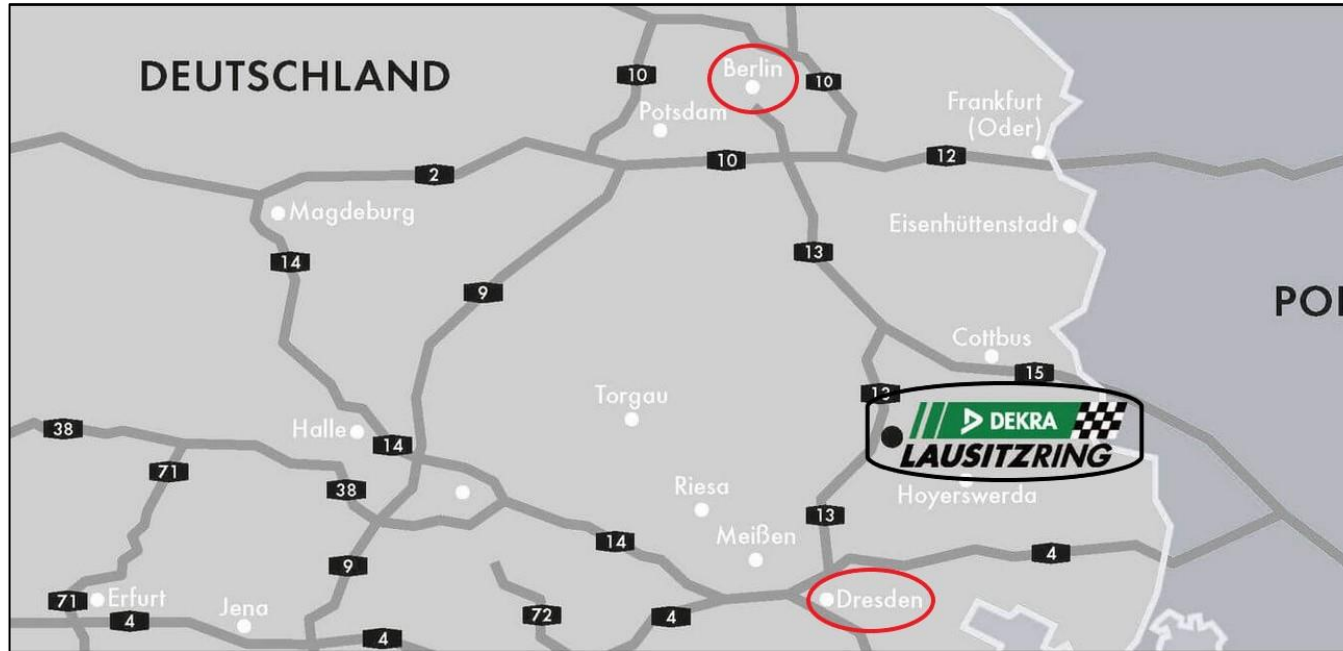 DEUTSCHLAND
10
Berlin
10
Potsdam
Frankfurt
(Oder)
2
10
12
Magdeburg
Eisenhüttenstadt
14
13
9
POL
Cottbus
15
13
Torgau
DEKRA
LAUSITZRING
38
Halle
14
71
38
Riesa
Hoyerswerda
13
Meißen
14
4
9
71
Erfurt
Dresden
4
Jena
4
72
4